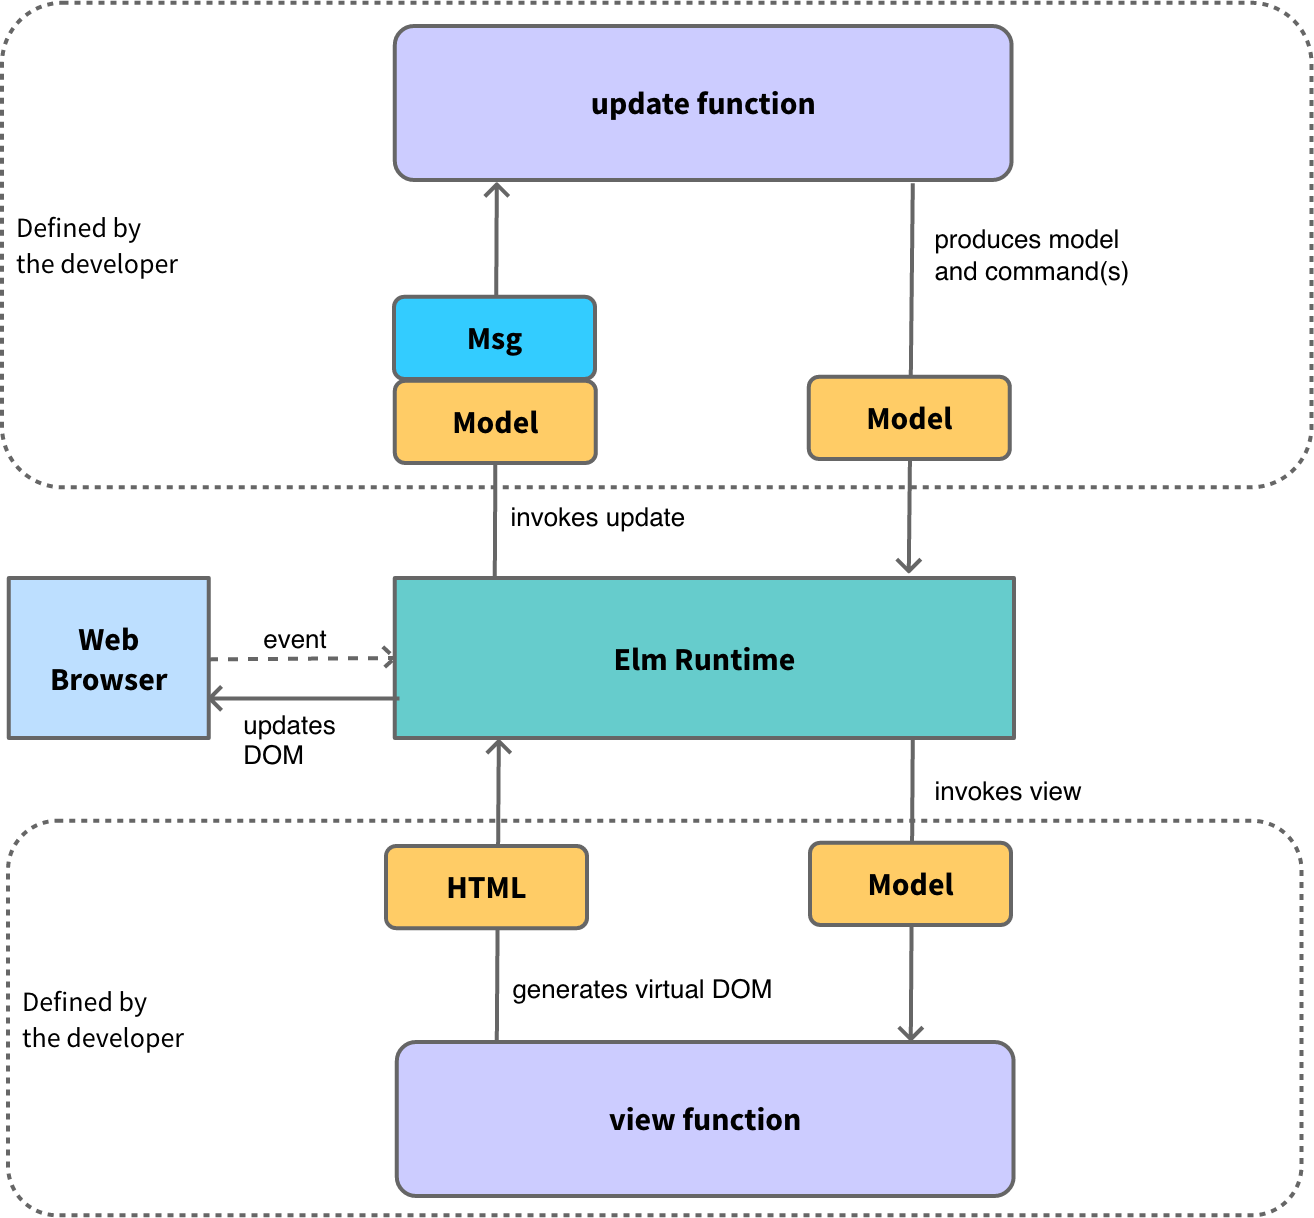 update function
Defined by
the developer
produces model
and command(s)
Msg
Model
Model
invokes update
Web
Browser
event
Elm Runtime
updates
DOM
invokes view
HTML
Model
generates virtual DOM
Defined by
the developer
view function